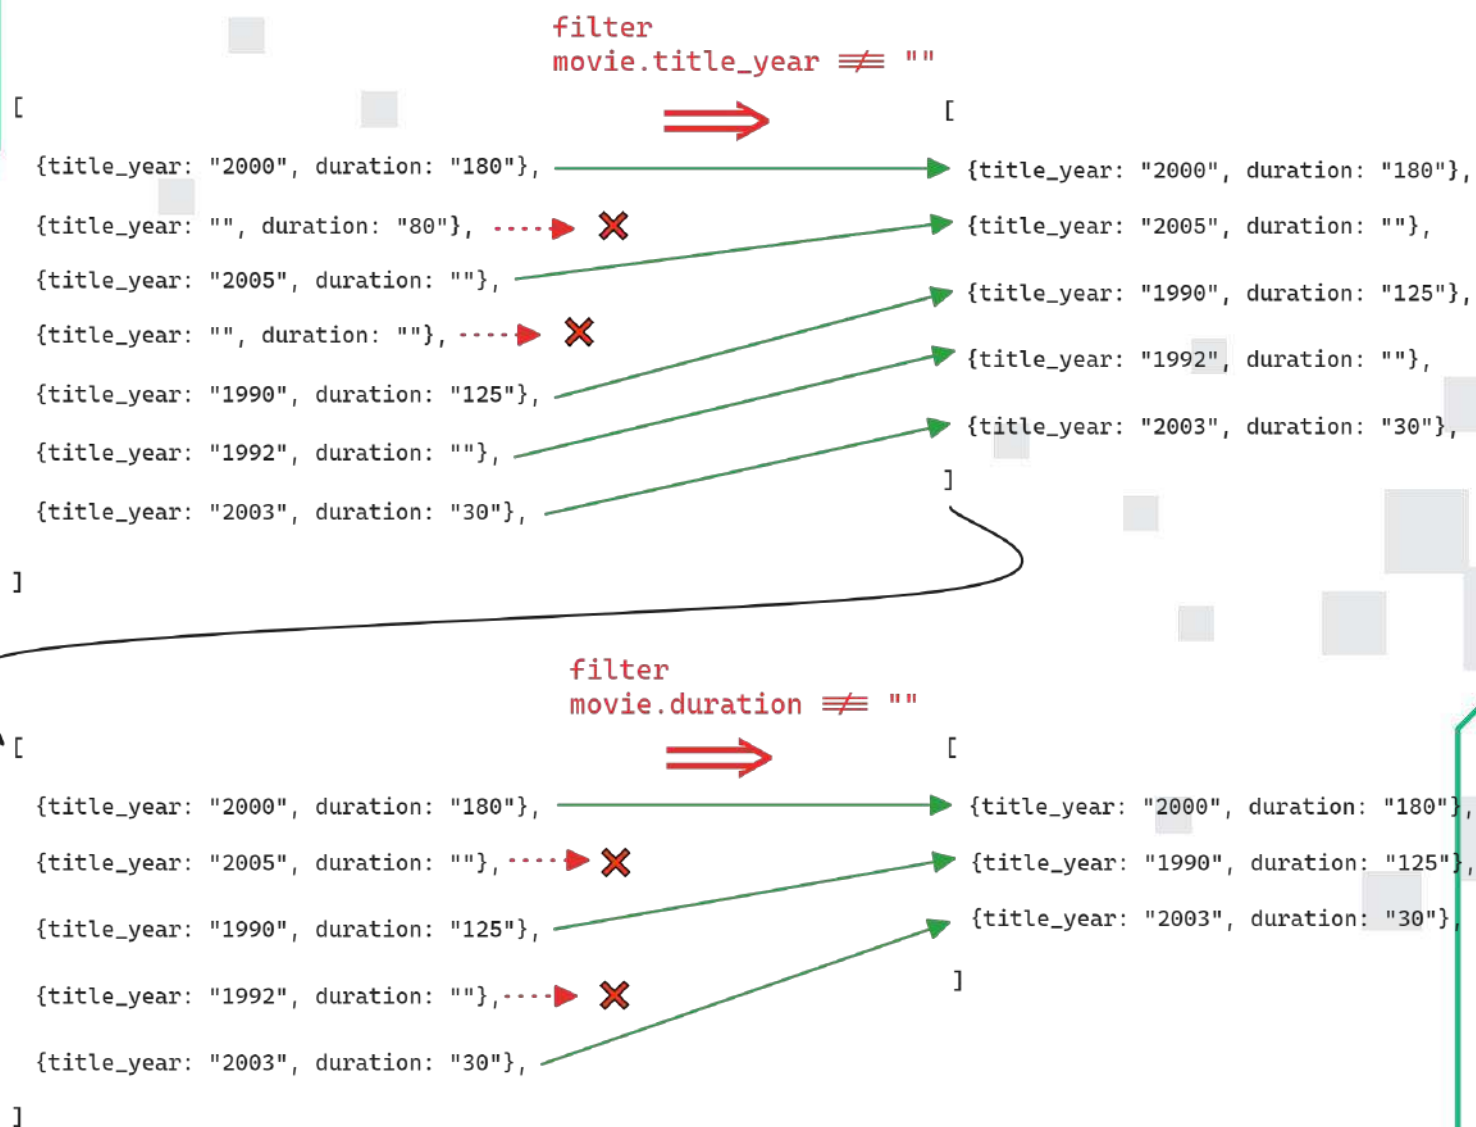 filter
movie.title_year !== ""
[
{title_year: "2000", duration: "180"},
{title_year: "", duration: "80"},
{title_year: "2005", duration: ""},
{title_year: "", duration: ""},
{title_year: "1990", duration: "125"},
{title_year: "1992", duration: ""},
{title_year: "2003", duration: "30"},
]
[
{title_year: "2000", duration: "180"},
{title_year: "2005", duration: ""},
{title_year: "1990", duration: "125"},
{title_year: "1992", duration: ""},
{title_year: "2003", duration: "30"},
]
filter
movie.duration !== ""
[
{title_year: "2000", duration: "180"},
{title_year: "2005", duration: ""},
{title_year: "1990", duration: "125"},
{title_year: "1992", duration: ""},
{title_year: "2003", duration: "30"},
]
[
{title_year: "2000", duration: "180"},
{title_year: "1990", duration: "125"},
{title_year: "2003", duration: "30"},
]